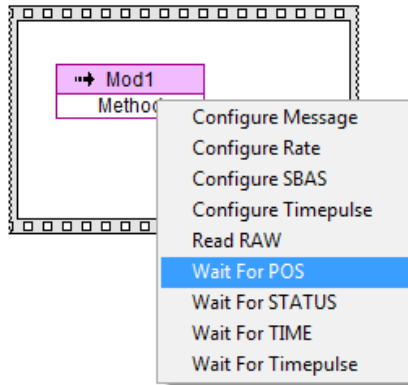 Mod1
Method
Configure Message
Configure Rate
Configure SBAS
Configure Timepulse
Read RAW
Wait For POS
Wait For STATUS
Wait For TIME
Wait For Timepulse